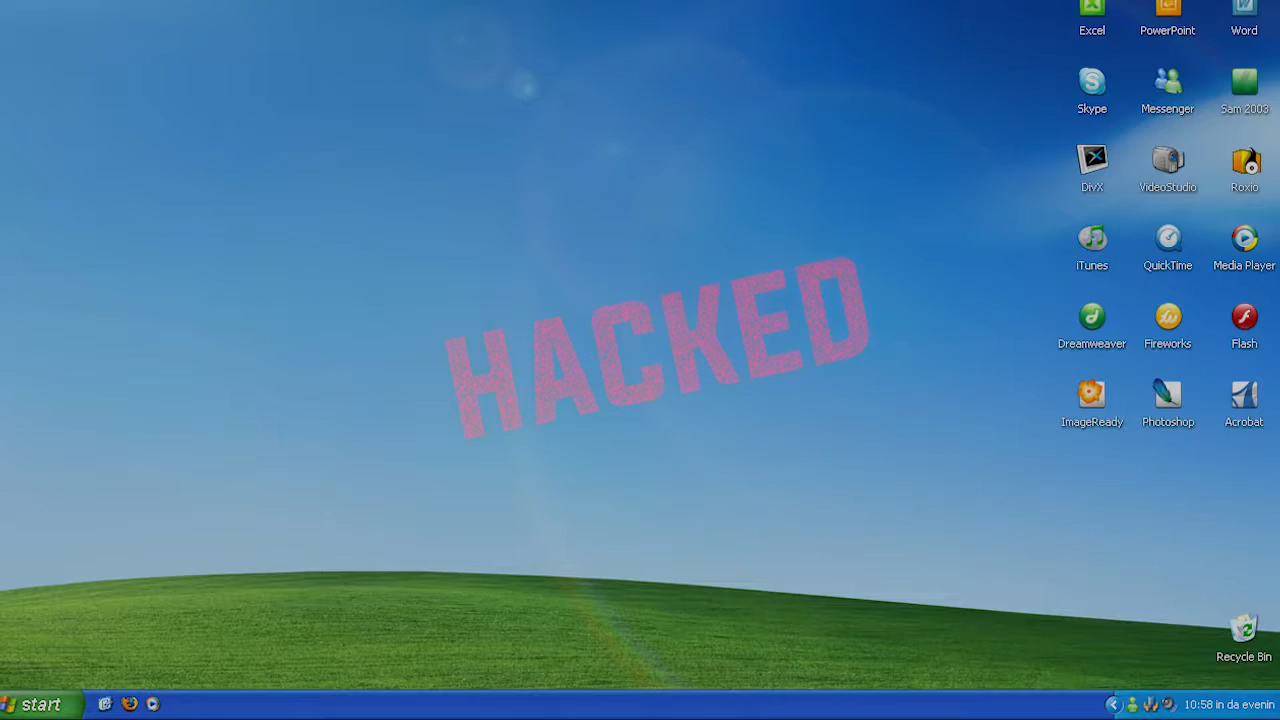 Excel PowerPoint Word
Skype Messenger Sam 2003
DivX VideoStudio Roxio
iTunes QuickTime Media Player
HACKED
Dreamweaver Fireworks Flash
ImageReady Photoshop Acrobat
Recycle Bin
start 10:58 in da evenin